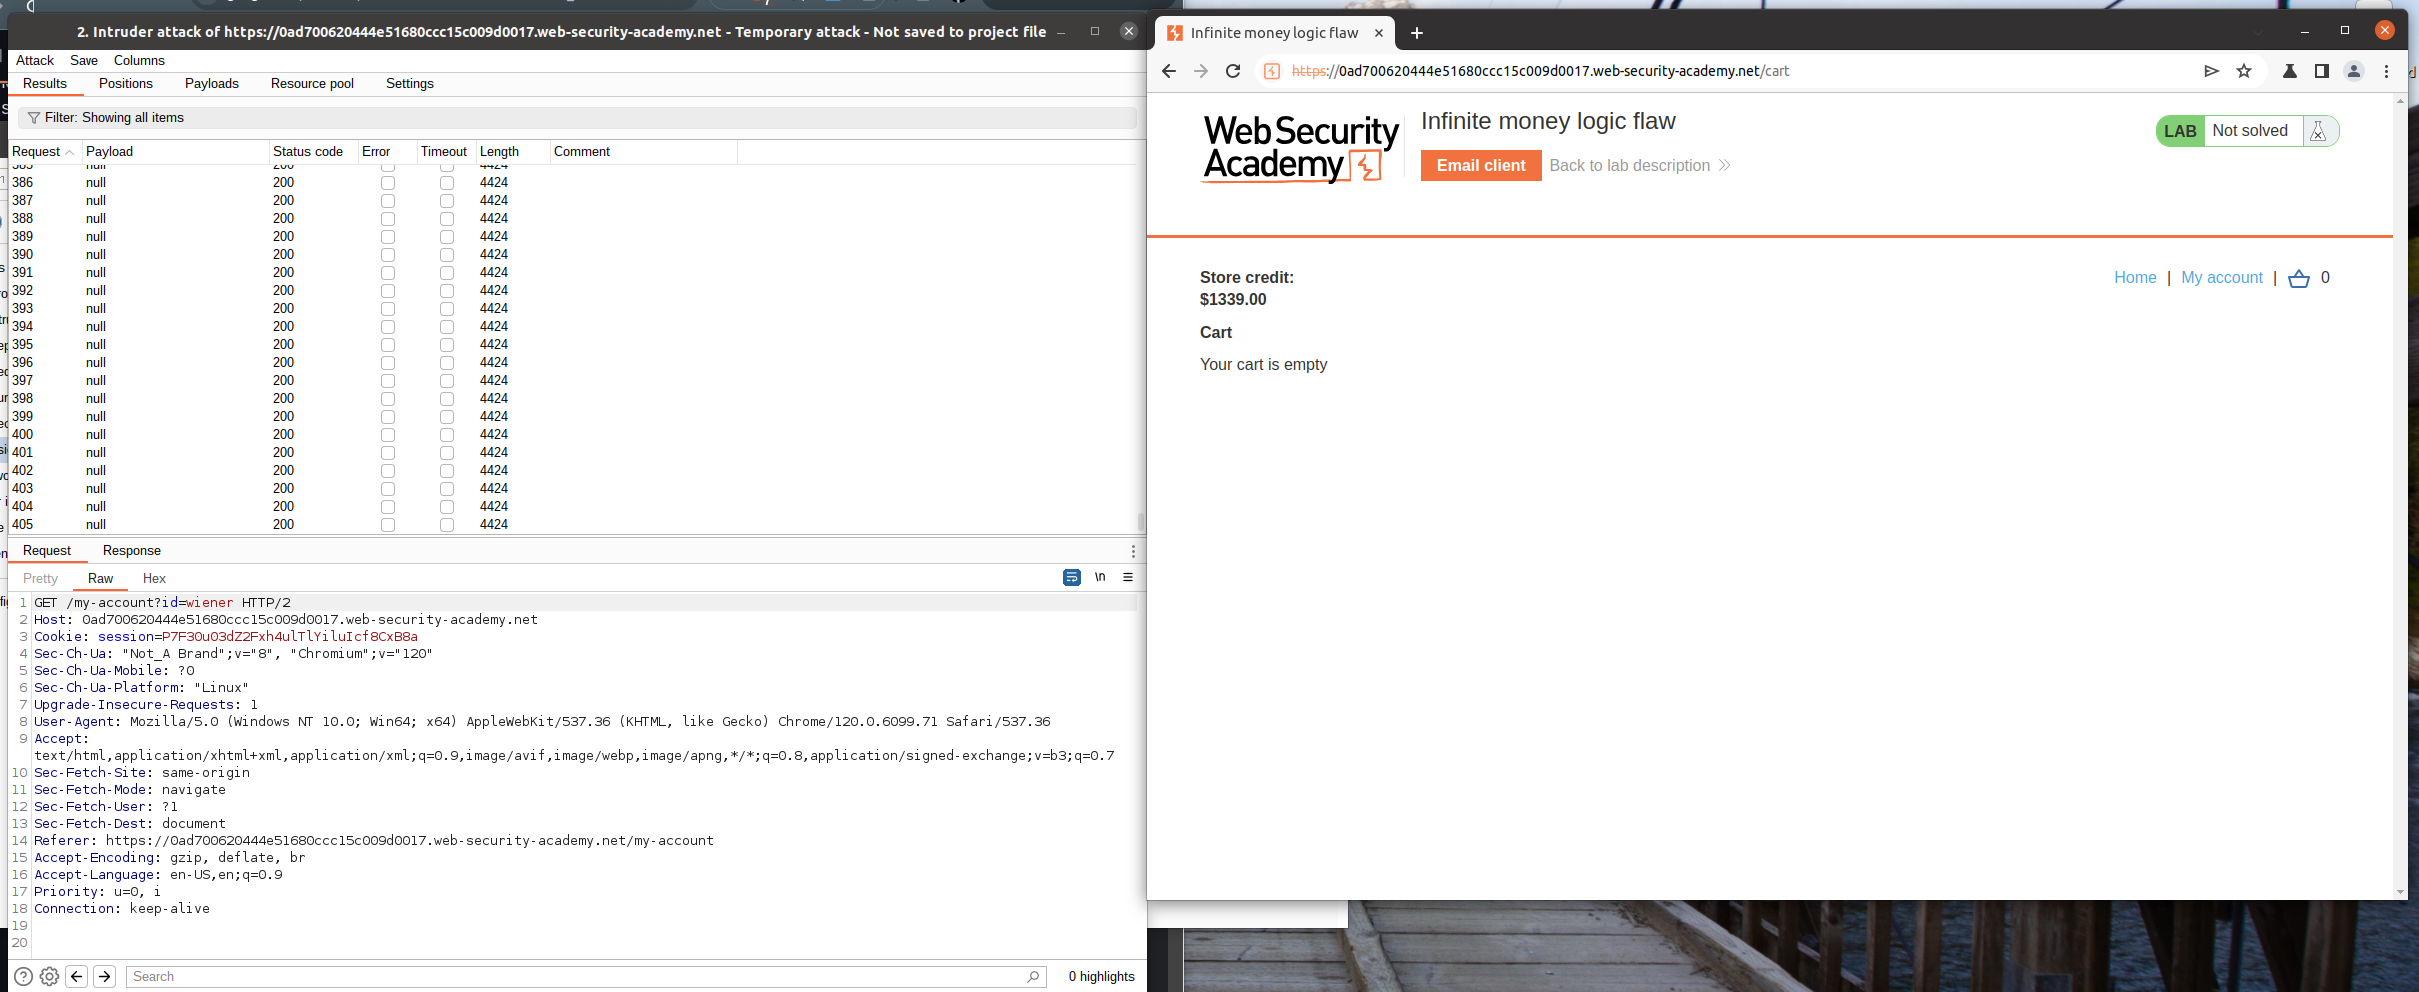 2. Intruder attack of https://0ad700620444e51680ccc15c009d0017.web-security-academy.net - Temporary attack - Not saved to project file
Attack Save Columns
Results Positions Payloads Resource pool Settings
Filter: Showing all items
Request Payload Status code Error Timeout Length Comment
385 null 200 4424
386 null 200 4424
387 null 200 4424
388 null 200 4424
389 null 200 4424
390 null 200 4424
391 null 200 4424
392 null 200 4424
393 null 200 4424
394 null 200 4424
395 null 200 4424
396 null 200 4424
397 null 200 4424
398 null 200 4424
399 null 200 4424
400 null 200 4424
401 null 200 4424
402 null 200 4424
403 null 200 4424
404 null 200 4424
405 null 200 4424
Request Response
Pretty Raw Hex
\n
1 GET /my-account?id=wiener HTTP/2
2 Host: 0ad700620444e51680ccc15c009d0017.web-security-academy.net
3 Cookie: session=P7F30u03dZ2Fxh4ulTlYiluIcf8CxB8a
4 Sec-Ch-Ua: "Not_A Brand";v="8", "Chromium";v="120"
5 Sec-Ch-Ua-Mobile: ?0
6 Sec-Ch-Ua-Platform: "Linux"
7 Upgrade-Insecure-Requests: 1
8 User-Agent: Mozilla/5.0 (Windows NT 10.0; Win64; x64) AppleWebKit/537.36 (KHTML, like Gecko) Chrome/120.0.6099.71 Safari/537.36
9 Accept:
text/html,application/xhtml+xml,application/xml;q=0.9,image/avif,image/webp,image/apng,*/*;q=0.8,application/signed-exchange;v=b3;q=0.7
10 Sec-Fetch-Site: same-origin
11 Sec-Fetch-Mode: navigate
12 Sec-Fetch-User: ?1
13 Sec-Fetch-Dest: document
14 Referer: https://0ad700620444e51680ccc15c009d0017.web-security-academy.net/my-account
15 Accept-Encoding: gzip, deflate, br
16 Accept-Language: en-US,en;q=0.9
17 Priority: u=0, i
18 Connection: keep-alive
19
20
Search
0 highlights
Infinite money logic flaw
https://0ad700620444e51680ccc15c009d0017.web-security-academy.net/cart
Web Security
Academy
Infinite money logic flaw
Email client Back to lab description
LAB Not solved
Store credit:
$1339.00
Home | My account | 0
Cart
Your cart is empty